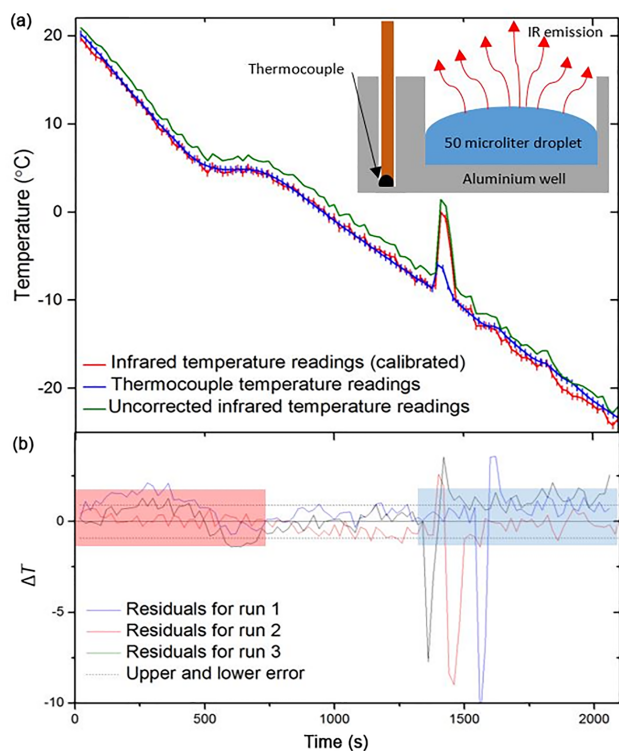 (a)
20
10
0
-10
-20
Temperature (°C)
IR emission
Thermocouple
50 microliter droplet
Aluminium well
Infrared temperature readings (calibrated)
Thermocouple temperature readings
Uncorrected infrared temperature readings
(b)
5
0
-5
-10
ΔT
Residuals for run 1
Residuals for run 2
Residuals for run 3
Upper and lower error
0
500
1000
1500
2000
Time (s)